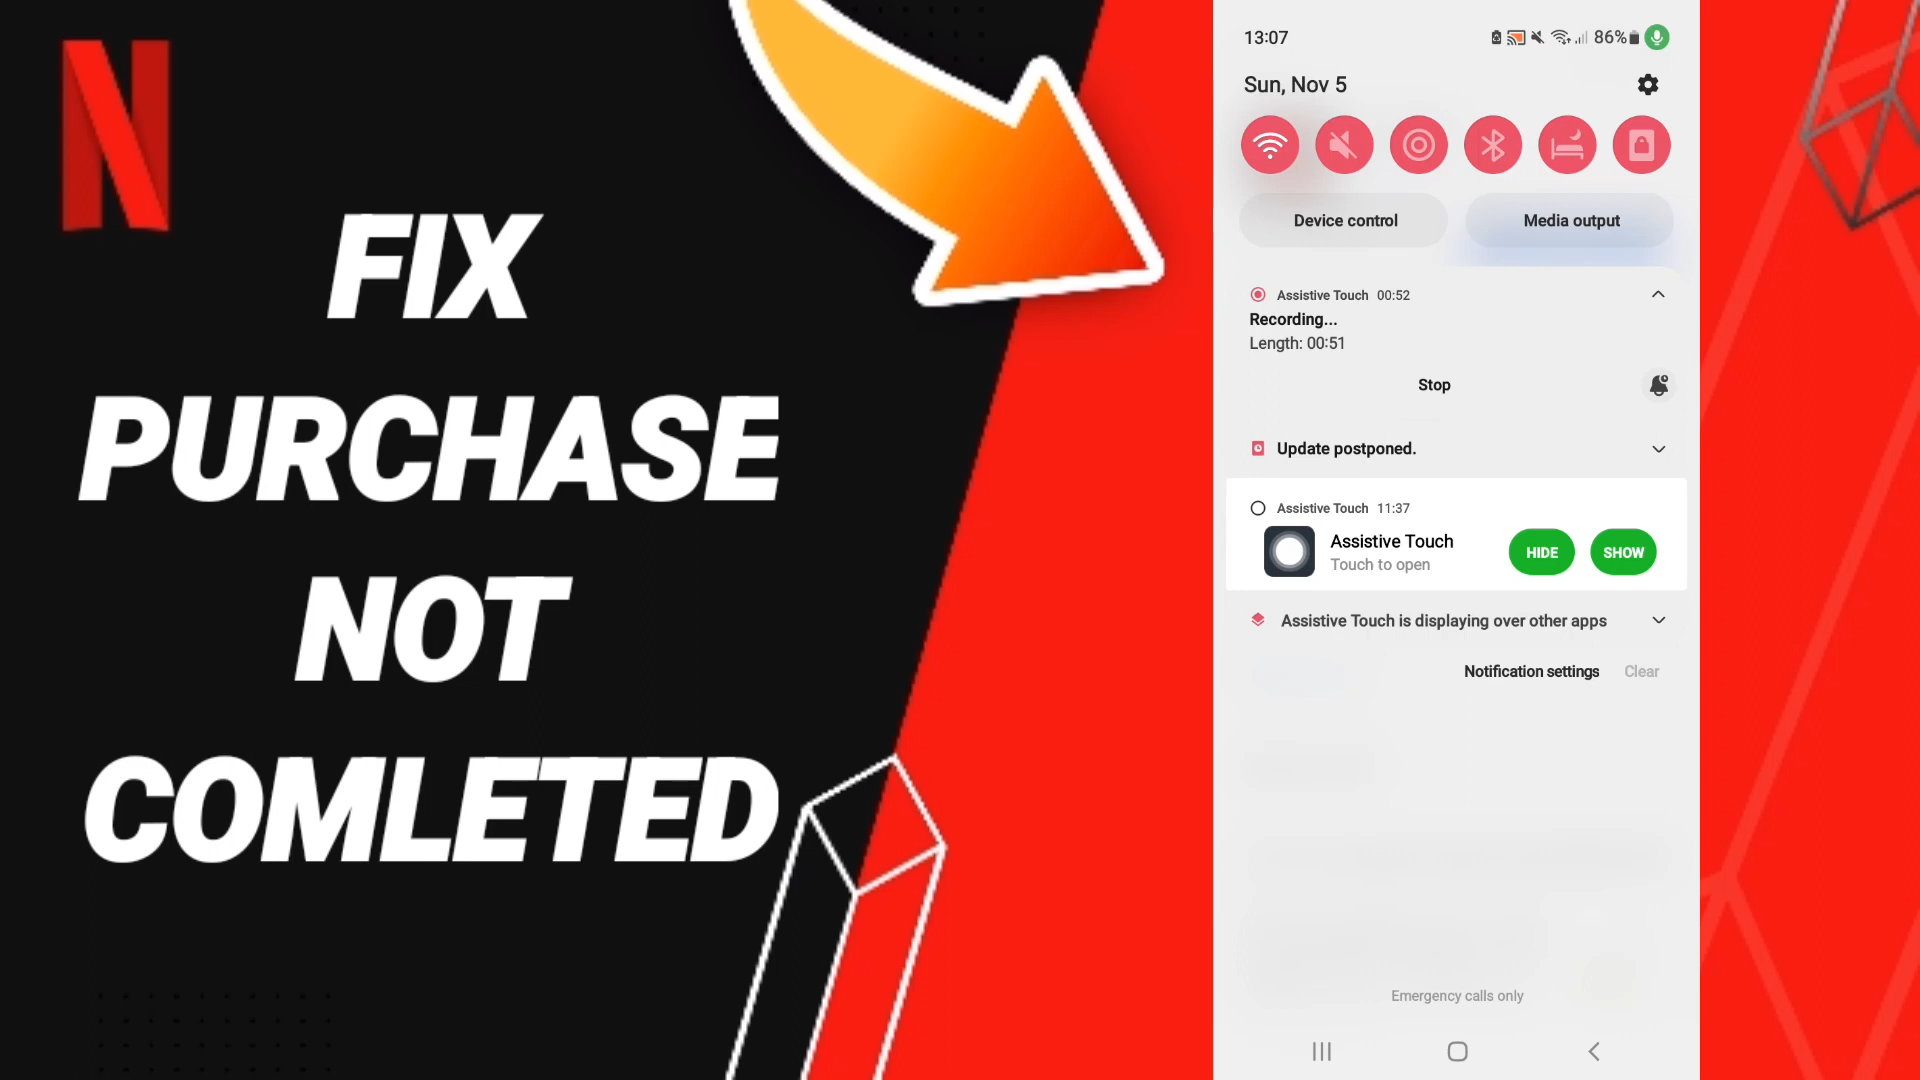 N
FIX
PURCHASE
NOT
COMLETED
13:07
86%
Sun, Nov 5
Device control
Media output
Assistive Touch 00:52
Recording...
Length: 00:51
Stop
Update postponed.
Assistive Touch 11:37
Assistive Touch
Touch to open
HIDE
SHOW
Assistive Touch is displaying over other apps
Notification settings
Clear
Emergency calls only